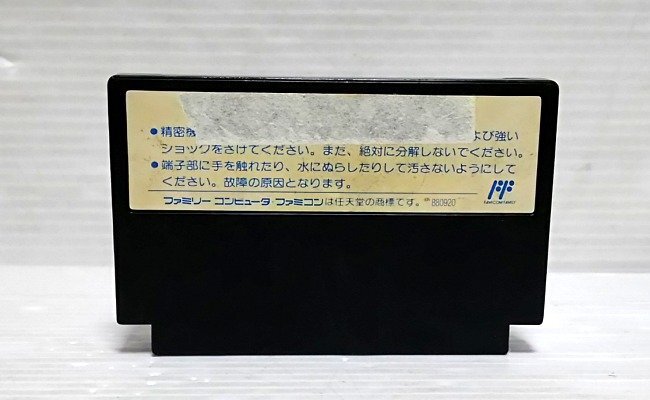 ●精密機
よび強い
ショックをさけてください。また、絶対に分解しないでください。
●端子部に手を触れたり、水にぬらしたりして汚さないようにして
ください。故障の原因となります。
ファミリー コンピュータ ファミコンは任天堂の商標です。 880920
FF
FAMICOM FAMILY